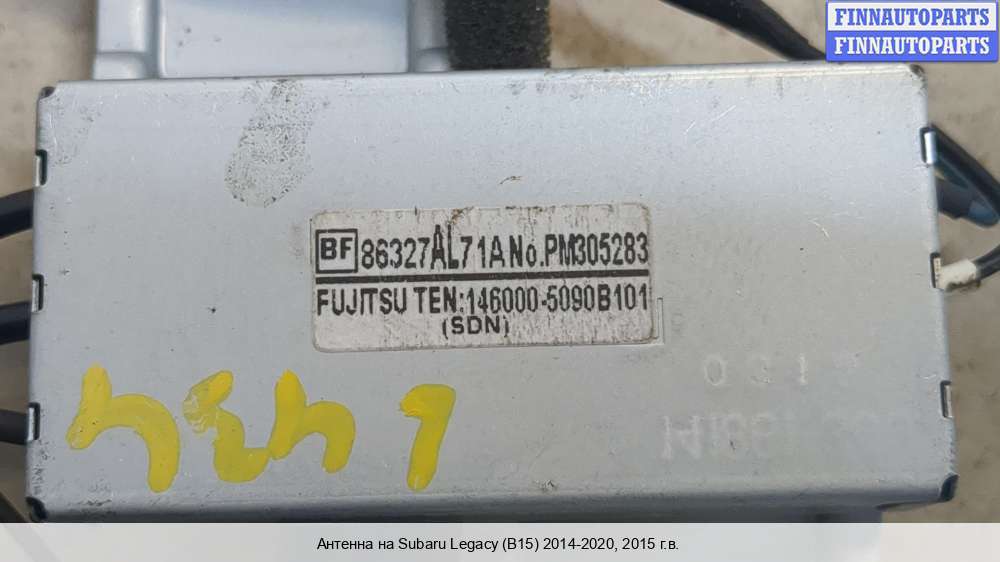 FINNAUTOPARTS
FINNAUTOPARTS
BF 86327AL71A No.PM305283
FUJITSU TEN:146000-5090B101
(SDN)
Антенна на Subaru Legacy (B15) 2014-2020, 2015 г.в.